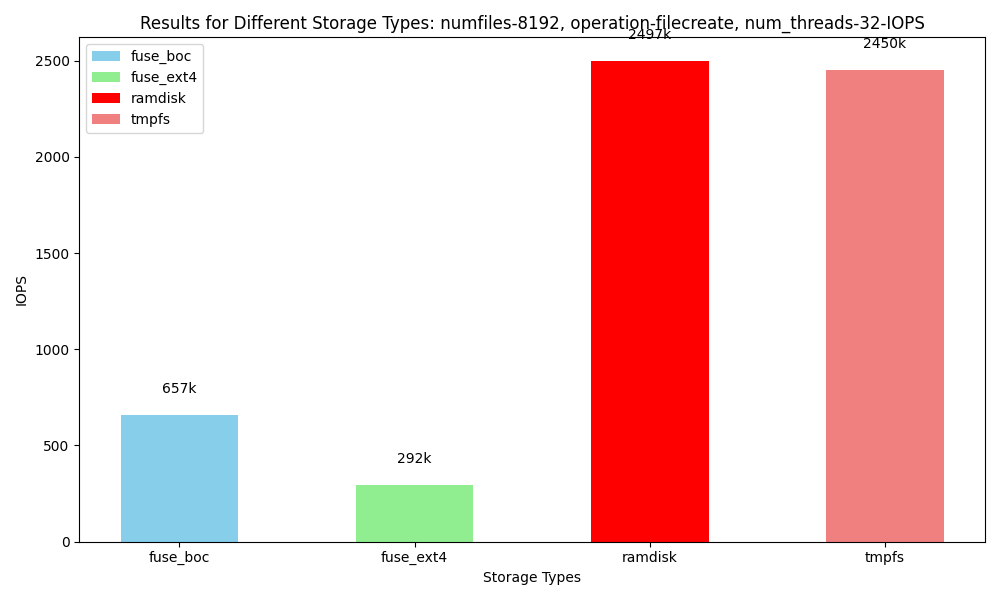 Results for Different Storage Types: numfiles-8192, operation-filecreate, num_threads-32-IOPS
fuse_boc
fuse_ext4
ramdisk
tmpfs
2497k
2450k
657k
292k
2500
2000
1500
1000
500
0
IOPS
fuse_boc
fuse_ext4
ramdisk
tmpfs
Storage Types